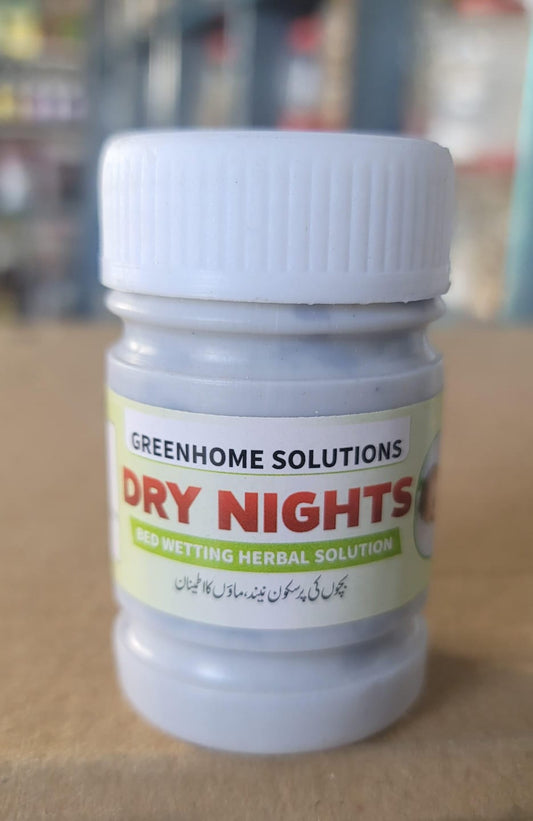 GREENHOME SOLUTIONS
DRY NIGHTS
BED WETTING HERBAL SOLUTION
بچوں کی پرسکون نیند، ماؤں کا اطمینان